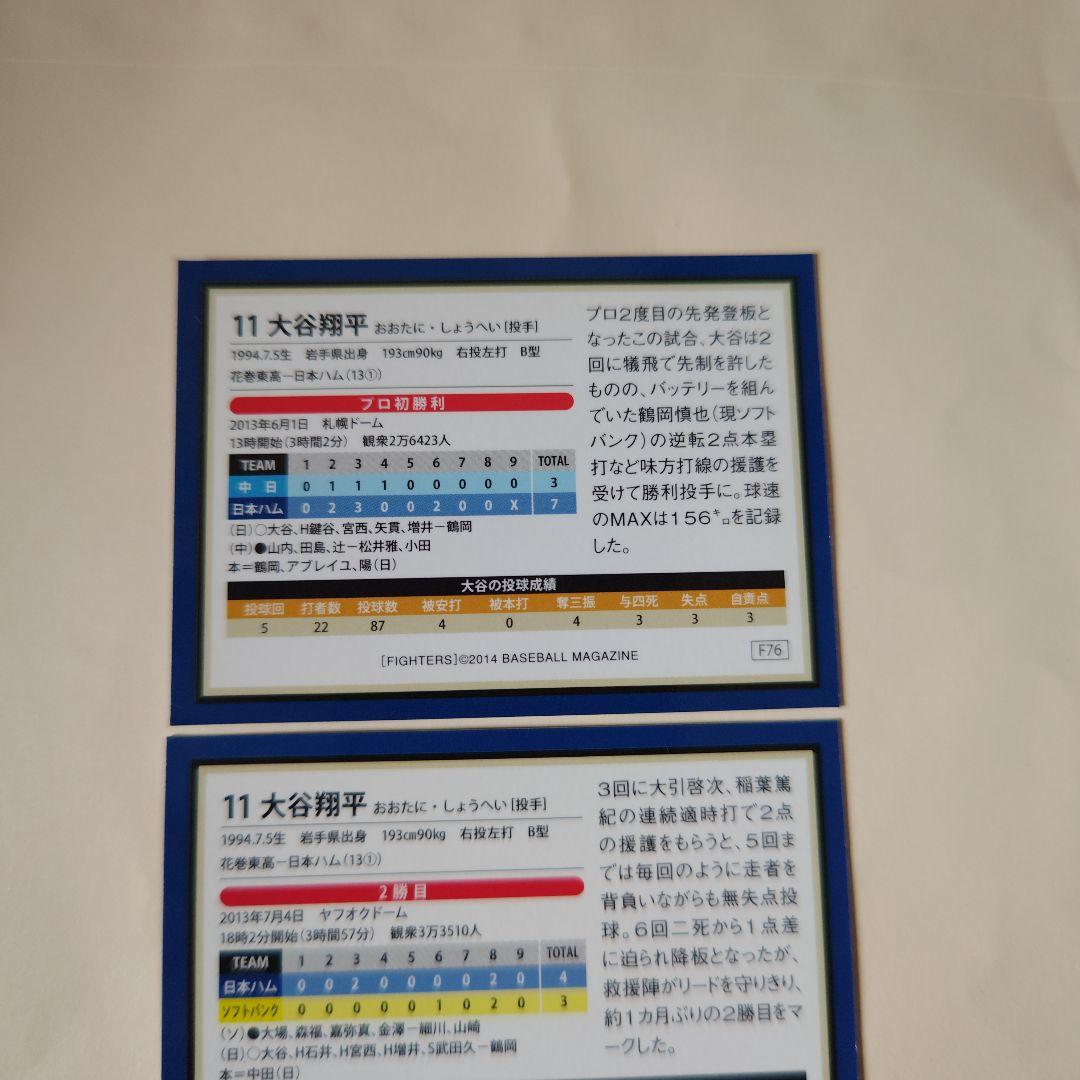 11 大谷翔平 おおたに・しょうへい [投手]
1994.7.5生 岩手県出身 193cm90kg 右投左打 B型
花巻東高－日本ハム(13①)
プロ初勝利
2013年6月1日 札幌ドーム
13時開始(3時間2分) 観衆2万6423人
TEAM 1 2 3 4 5 6 7 8 9 TOTAL
中日 0 1 1 1 0 0 0 0 0 3
日本ハム 0 2 3 0 0 2 0 0 X 7
(日)○大谷、H鍵谷、宮西、矢貫、増井－鶴岡
(中)●山内、田島、辻－松井雅、小田
本＝鶴岡、アブレイユ、陽(日)
プロ2度目の先発登板と
なったこの試合、大谷は2
回に犠飛で先制を許した
ものの、バッテリーを組ん
でいた鶴岡慎也(現ソフト
バンク)の逆転2点本塁
打など味方打線の援護を
受けて勝利投手に。球速
のMAXは156㌔を記録
した。
大谷の投球成績
投球回 打者数 投球数 被安打 被本打 奪三振 与四死 失点 自責点
5 22 87 4 0 4 3 3 3
[FIGHTERS]©2014 BASEBALL MAGAZINE
F76
11 大谷翔平 おおたに・しょうへい [投手]
1994.7.5生 岩手県出身 193cm90kg 右投左打 B型
花巻東高－日本ハム(13①)
2勝目
2013年7月4日 ヤフオクドーム
18時2分開始(3時間57分) 観衆3万3510人
TEAM 1 2 3 4 5 6 7 8 9 TOTAL
日本ハム 0 0 2 0 0 0 0 2 0 4
ソフトバンク 0 0 0 0 0 1 0 2 0 3
(ソ)●大場、森福、嘉弥真、金澤－細川、山崎
(日)○大谷、H石井、H宮西、H増井、S武田久－鶴岡
本＝中田(日)
3回に大引啓次、稲葉篤
紀の連続適時打で2点
の援護をもらうと、5回ま
では毎回のように走者を
背負いながらも無失点投
球。6回二死から1点差
に迫られ降板となったが、
救援陣がリードを守りきり、
約1カ月ぶりの2勝目をマ
ークした。